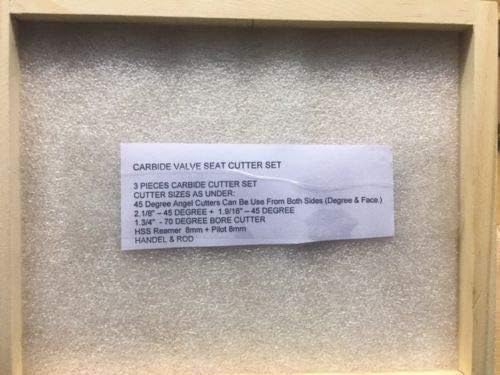 CARBIDE VALVE SEAT CUTTER SET
3 PIECES CARBIDE CUTTER SET
CUTTER SIZES AS UNDER:
45 Degree Angel Cutters Can Be Use From Both Sides (Degree & Face.)
2.1/8" – 45 DEGREE + 1.9/16" – 45 DEGREE
1.3/4" - 70 DEGREE BORE CUTTER
HSS Reamer 8mm + Pilot 8mm
HANDEL & ROD